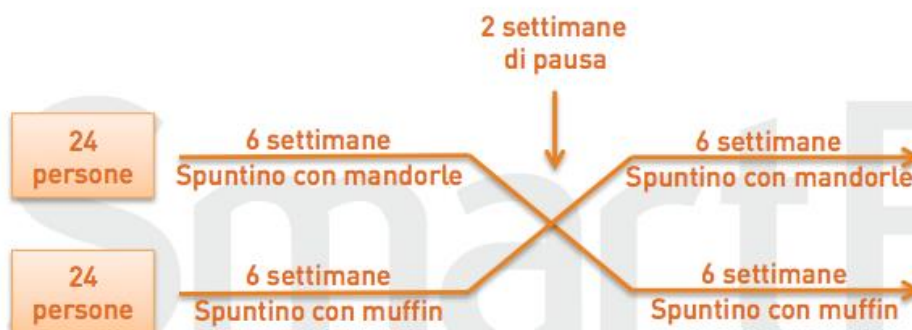 2 settimane
di pausa
24
persone
6 settimane
Spuntino con mandorle
6 settimane
Spuntino con mandorle
24
persone
6 settimane
Spuntino con muffin
6 settimane
Spuntino con muffin